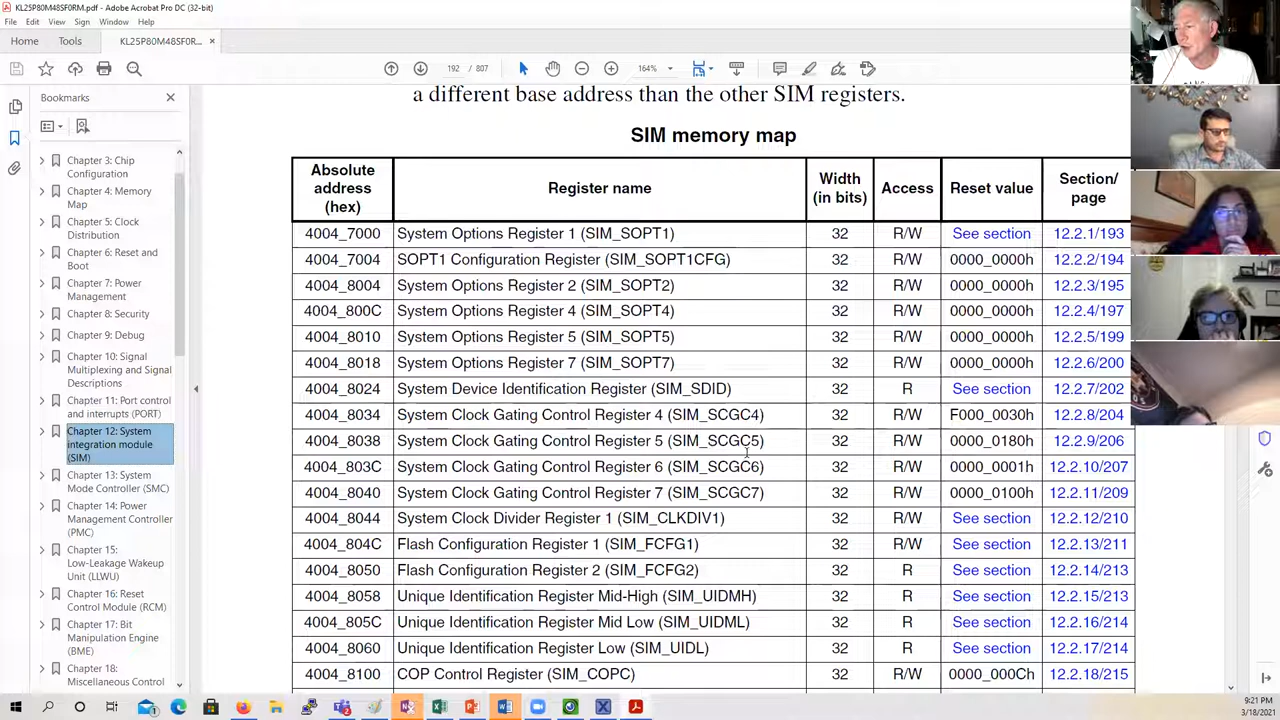 KL25P80M48SF0RM.pdf - Adobe Acrobat Pro DC (32-bit)
File Edit View Sign Window Help
Home Tools KL25P80M48SF0R... ×
192 / 807 164%
Bookmarks
a different base address than the other SIM registers.
SIM memory map
Absolute address (hex) Register name Width (in bits) Access Reset value Section/ page
4004_7000 System Options Register 1 (SIM_SOPT1) 32 R/W See section 12.2.1/193
4004_7004 SOPT1 Configuration Register (SIM_SOPT1CFG) 32 R/W 0000_0000h 12.2.2/194
4004_8004 System Options Register 2 (SIM_SOPT2) 32 R/W 0000_0000h 12.2.3/195
4004_800C System Options Register 4 (SIM_SOPT4) 32 R/W 0000_0000h 12.2.4/197
4004_8010 System Options Register 5 (SIM_SOPT5) 32 R/W 0000_0000h 12.2.5/199
4004_8018 System Options Register 7 (SIM_SOPT7) 32 R/W 0000_0000h 12.2.6/200
4004_8024 System Device Identification Register (SIM_SDID) 32 R See section 12.2.7/202
4004_8034 System Clock Gating Control Register 4 (SIM_SCGC4) 32 R/W F000_0030h 12.2.8/204
4004_8038 System Clock Gating Control Register 5 (SIM_SCGC5) 32 R/W 0000_0180h 12.2.9/206
4004_803C System Clock Gating Control Register 6 (SIM_SCGC6) 32 R/W 0000_0001h 12.2.10/207
4004_8040 System Clock Gating Control Register 7 (SIM_SCGC7) 32 R/W 0000_0100h 12.2.11/209
4004_8044 System Clock Divider Register 1 (SIM_CLKDIV1) 32 R/W See section 12.2.12/210
4004_804C Flash Configuration Register 1 (SIM_FCFG1) 32 R/W See section 12.2.13/211
4004_8050 Flash Configuration Register 2 (SIM_FCFG2) 32 R See section 12.2.14/213
4004_8058 Unique Identification Register Mid-High (SIM_UIDMH) 32 R See section 12.2.15/213
4004_805C Unique Identification Register Mid Low (SIM_UIDML) 32 R See section 12.2.16/214
4004_8060 Unique Identification Register Low (SIM_UIDL) 32 R See section 12.2.17/214
4004_8100 COP Control Register (SIM_COPC) 32 R/W 0000_000Ch 12.2.18/215
Chapter 3: Chip
Configuration
Chapter 4: Memory
Map
Chapter 5: Clock
Distribution
Chapter 6: Reset and
Boot
Chapter 7: Power
Management
Chapter 8: Security
Chapter 9: Debug
Chapter 10: Signal
Multiplexing and Signal
Descriptions
Chapter 11: Port control
and interrupts (PORT)
Chapter 12: System
integration module
(SIM)
Chapter 13: System
Mode Controller (SMC)
Chapter 14: Power
Management Controller
(PMC)
Chapter 15:
Low-Leakage Wakeup
Unit (LLWU)
Chapter 16: Reset
Control Module (RCM)
Chapter 17: Bit
Manipulation Engine
(BME)
Chapter 18:
Miscellaneous Control
9:21 PM
3/18/2021